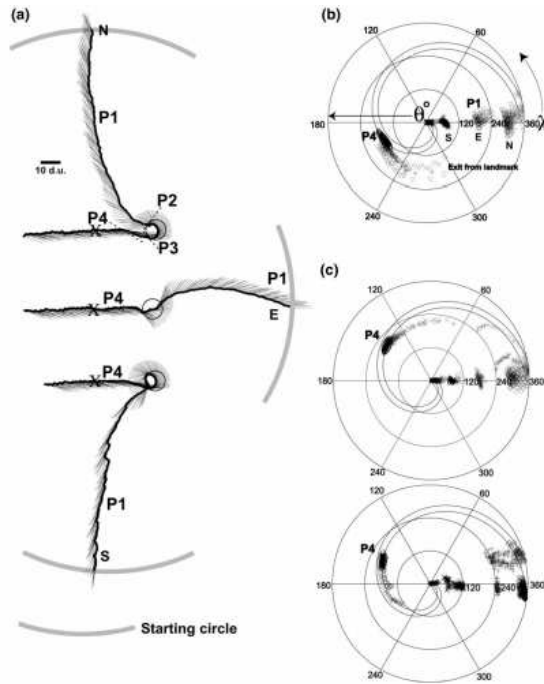 (a)
N
P1
10 d.u.
P2
P4
X
P3
P4
X
P1
E
P4
X
P1
S
Starting circle
(b)
120
60
θ°
P1
180
120
240
360
S
E
N
P4
Exit from landmark
240
300
(c)
120
60
P4
180
120
240
360
240
300
120
60
P4
180
120
240
360
240
300